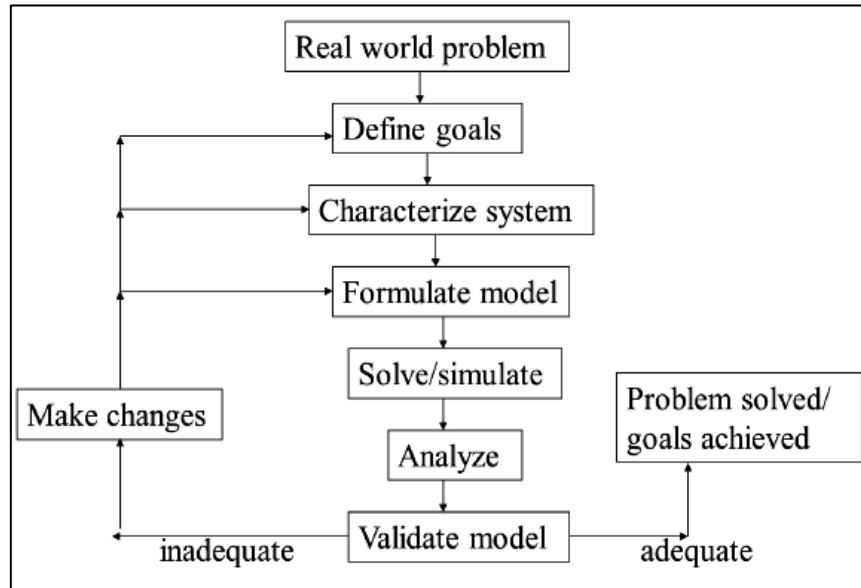 Real world problem
Define goals
Characterize system
Formulate model
Solve/simulate
Make changes
Problem solved/
goals achieved
Analyze
inadequate
Validate model
adequate